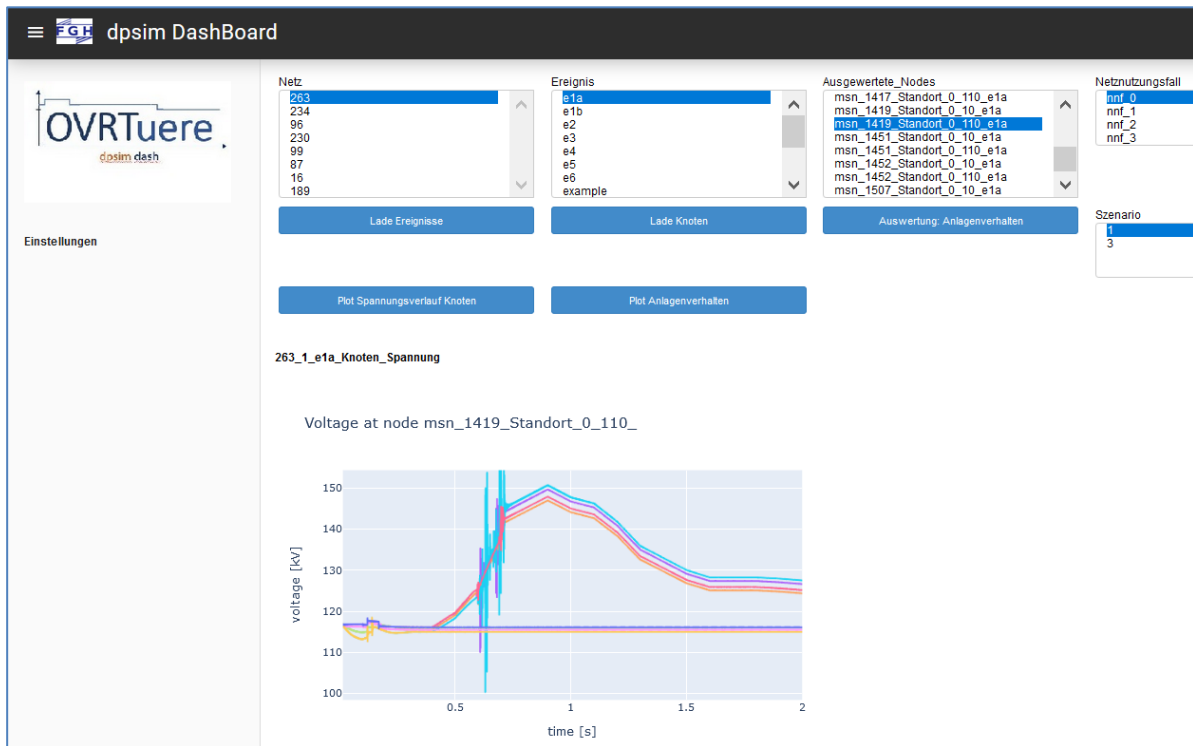 ≡ FGH dpsim DashBoard
OVRTuere
dpsim dash
Einstellungen
Netz
263
234
96
230
99
87
16
189
Lade Ereignisse
Ereignis
e1a
e1b
e2
e3
e4
e5
e6
example
Lade Knoten
Ausgewertete_Nodes
msn_1417_Standort_0_110_e1a
msn_1419_Standort_0_10_e1a
msn_1419_Standort_0_110_e1a
msn_1451_Standort_0_10_e1a
msn_1451_Standort_0_110_e1a
msn_1452_Standort_0_10_e1a
msn_1452_Standort_0_110_e1a
msn_1507_Standort_0_10_e1a
Auswertung: Anlagenverhalten
Netznutzungsfall
nnf_0
nnf_1
nnf_2
nnf_3
Szenario
1
3
Plot Spannungsverlauf Knoten
Plot Anlagenverhalten
263_1_e1a_Knoten_Spannung
Voltage at node msn_1419_Standort_0_110_
voltage [kV]
150
140
130
120
110
100
0.5
1
1.5
2
time [s]